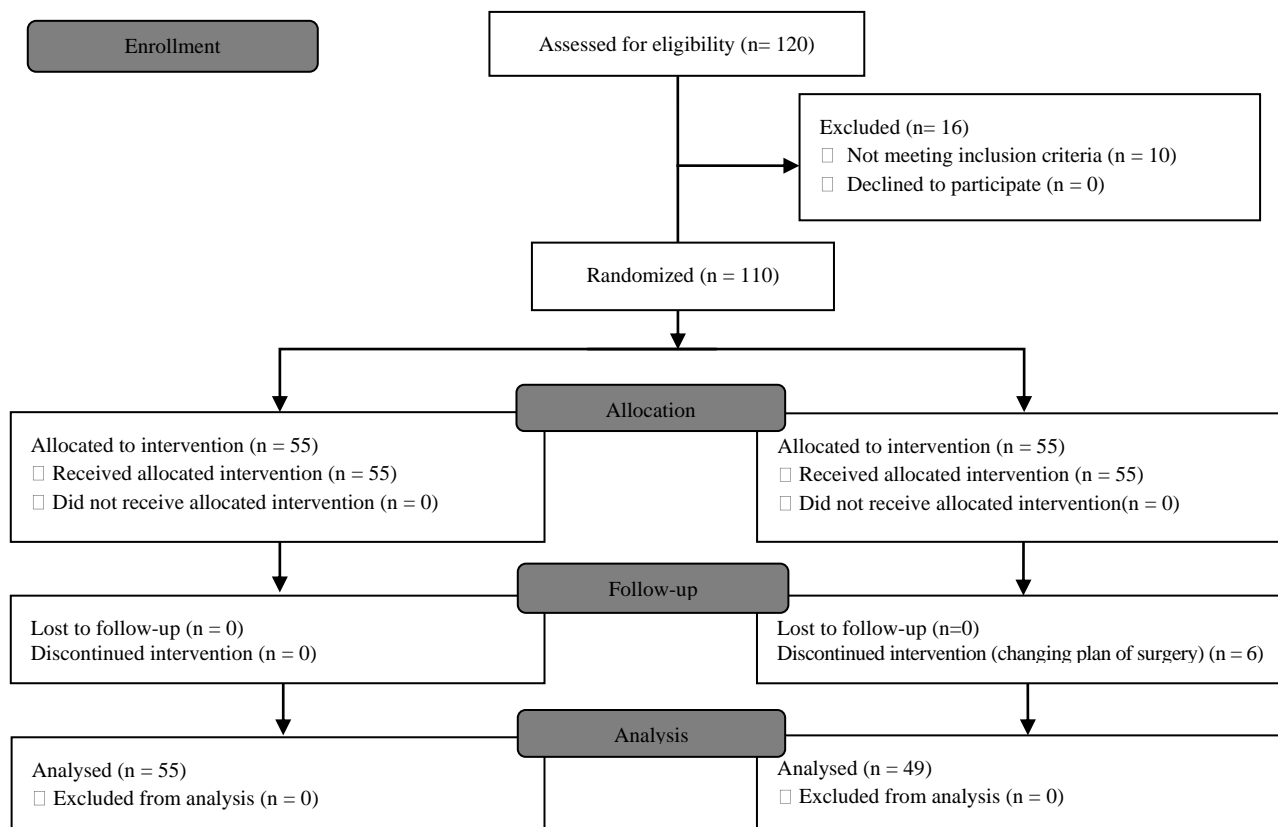 Enrollment
Assessed for eligibility (n= 120)
Excluded (n= 16)
□ Not meeting inclusion criteria (n = 10)
□ Declined to participate (n = 0)
Randomized (n = 110)
Allocation
Allocated to intervention (n = 55)
□ Received allocated intervention (n = 55)
□ Did not receive allocated intervention (n = 0)
Allocated to intervention (n = 55)
□ Received allocated intervention (n = 55)
□ Did not receive allocated intervention(n = 0)
Follow-up
Lost to follow-up (n = 0)
Discontinued intervention (n = 0)
Lost to follow-up (n=0)
Discontinued intervention (changing plan of surgery) (n = 6)
Analysis
Analysed (n = 55)
□ Excluded from analysis (n = 0)
Analysed (n = 49)
□ Excluded from analysis (n = 0)